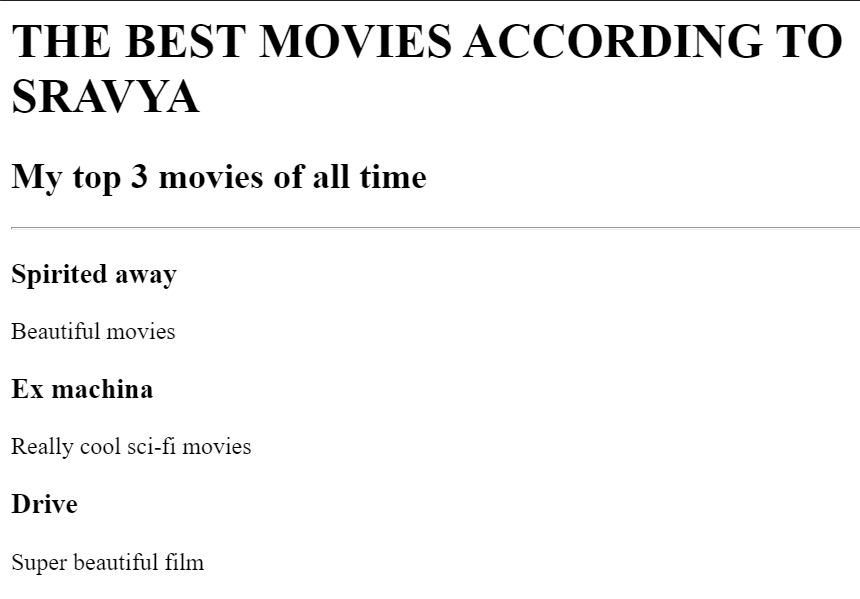 THE BEST MOVIES ACCORDING TO
SRAVYA
My top 3 movies of all time
Spirited away
Beautiful movies
Ex machina
Really cool sci-fi movies
Drive
Super beautiful film